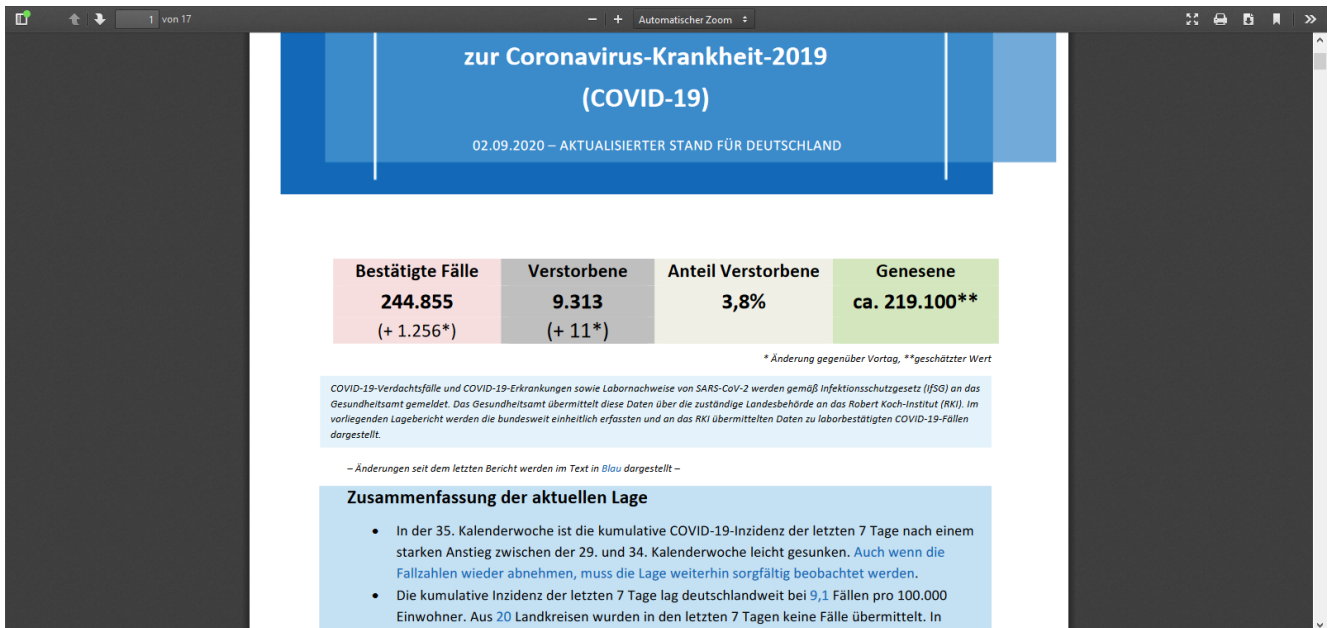 1 von 17
Automatischer Zoom
zur Coronavirus-Krankheit-2019
(COVID-19)
02.09.2020 – AKTUALISIERTER STAND FÜR DEUTSCHLAND
Bestätigte Fälle Verstorbene Anteil Verstorbene Genesene
244.855 9.313 3,8% ca. 219.100**
(+ 1.256*) (+ 11*)
* Änderung gegenüber Vortag, **geschätzter Wert
COVID-19-Verdachtsfälle und COVID-19-Erkrankungen sowie Labornachweise von SARS-CoV-2 werden gemäß Infektionsschutzgesetz (IfSG) an das
Gesundheitsamt gemeldet. Das Gesundheitsamt übermittelt diese Daten über die zuständige Landesbehörde an das Robert Koch-Institut (RKI). Im
vorliegenden Lagebericht werden die bundesweit einheitlich erfassten und an das RKI übermittelten Daten zu laborbestätigten COVID-19-Fällen
dargestellt.
– Änderungen seit dem letzten Bericht werden im Text in Blau dargestellt –
Zusammenfassung der aktuellen Lage
• In der 35. Kalenderwoche ist die kumulative COVID-19-Inzidenz der letzten 7 Tage nach einem
starken Anstieg zwischen der 29. und 34. Kalenderwoche leicht gesunken. Auch wenn die
Fallzahlen wieder abnehmen, muss die Lage weiterhin sorgfältig beobachtet werden.
• Die kumulative Inzidenz der letzten 7 Tage lag deutschlandweit bei 9,1 Fällen pro 100.000
Einwohner. Aus 20 Landkreisen wurden in den letzten 7 Tagen keine Fälle übermittelt. In